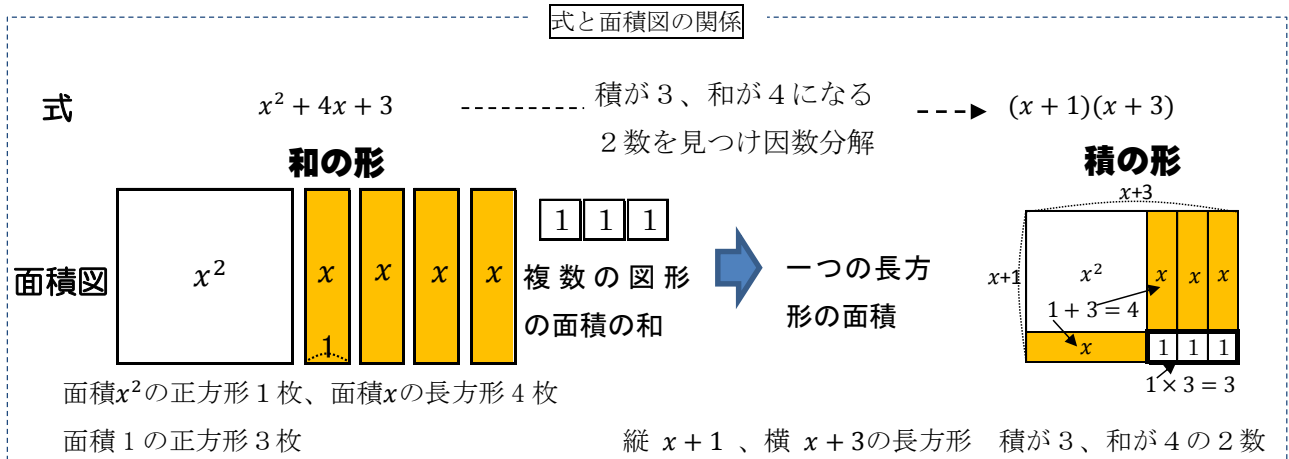 式と面積図の関係
式
x² + 4x + 3
積が3、和が4になる
2数を見つけ因数分解
(x + 1)(x + 3)
和の形
積の形
面積図
x²
x
x
x
x
1
1 1 1
複数の図形
の面積の和
一つの長方
形の面積
x+3
x+1
x²
x x x
1 + 3 = 4
x
1 1 1
1 × 3 = 3
面積x²の正方形1枚、面積xの長方形4枚
面積1の正方形3枚
縦 x + 1 、横 x + 3の長方形 積が3、和が4の2数